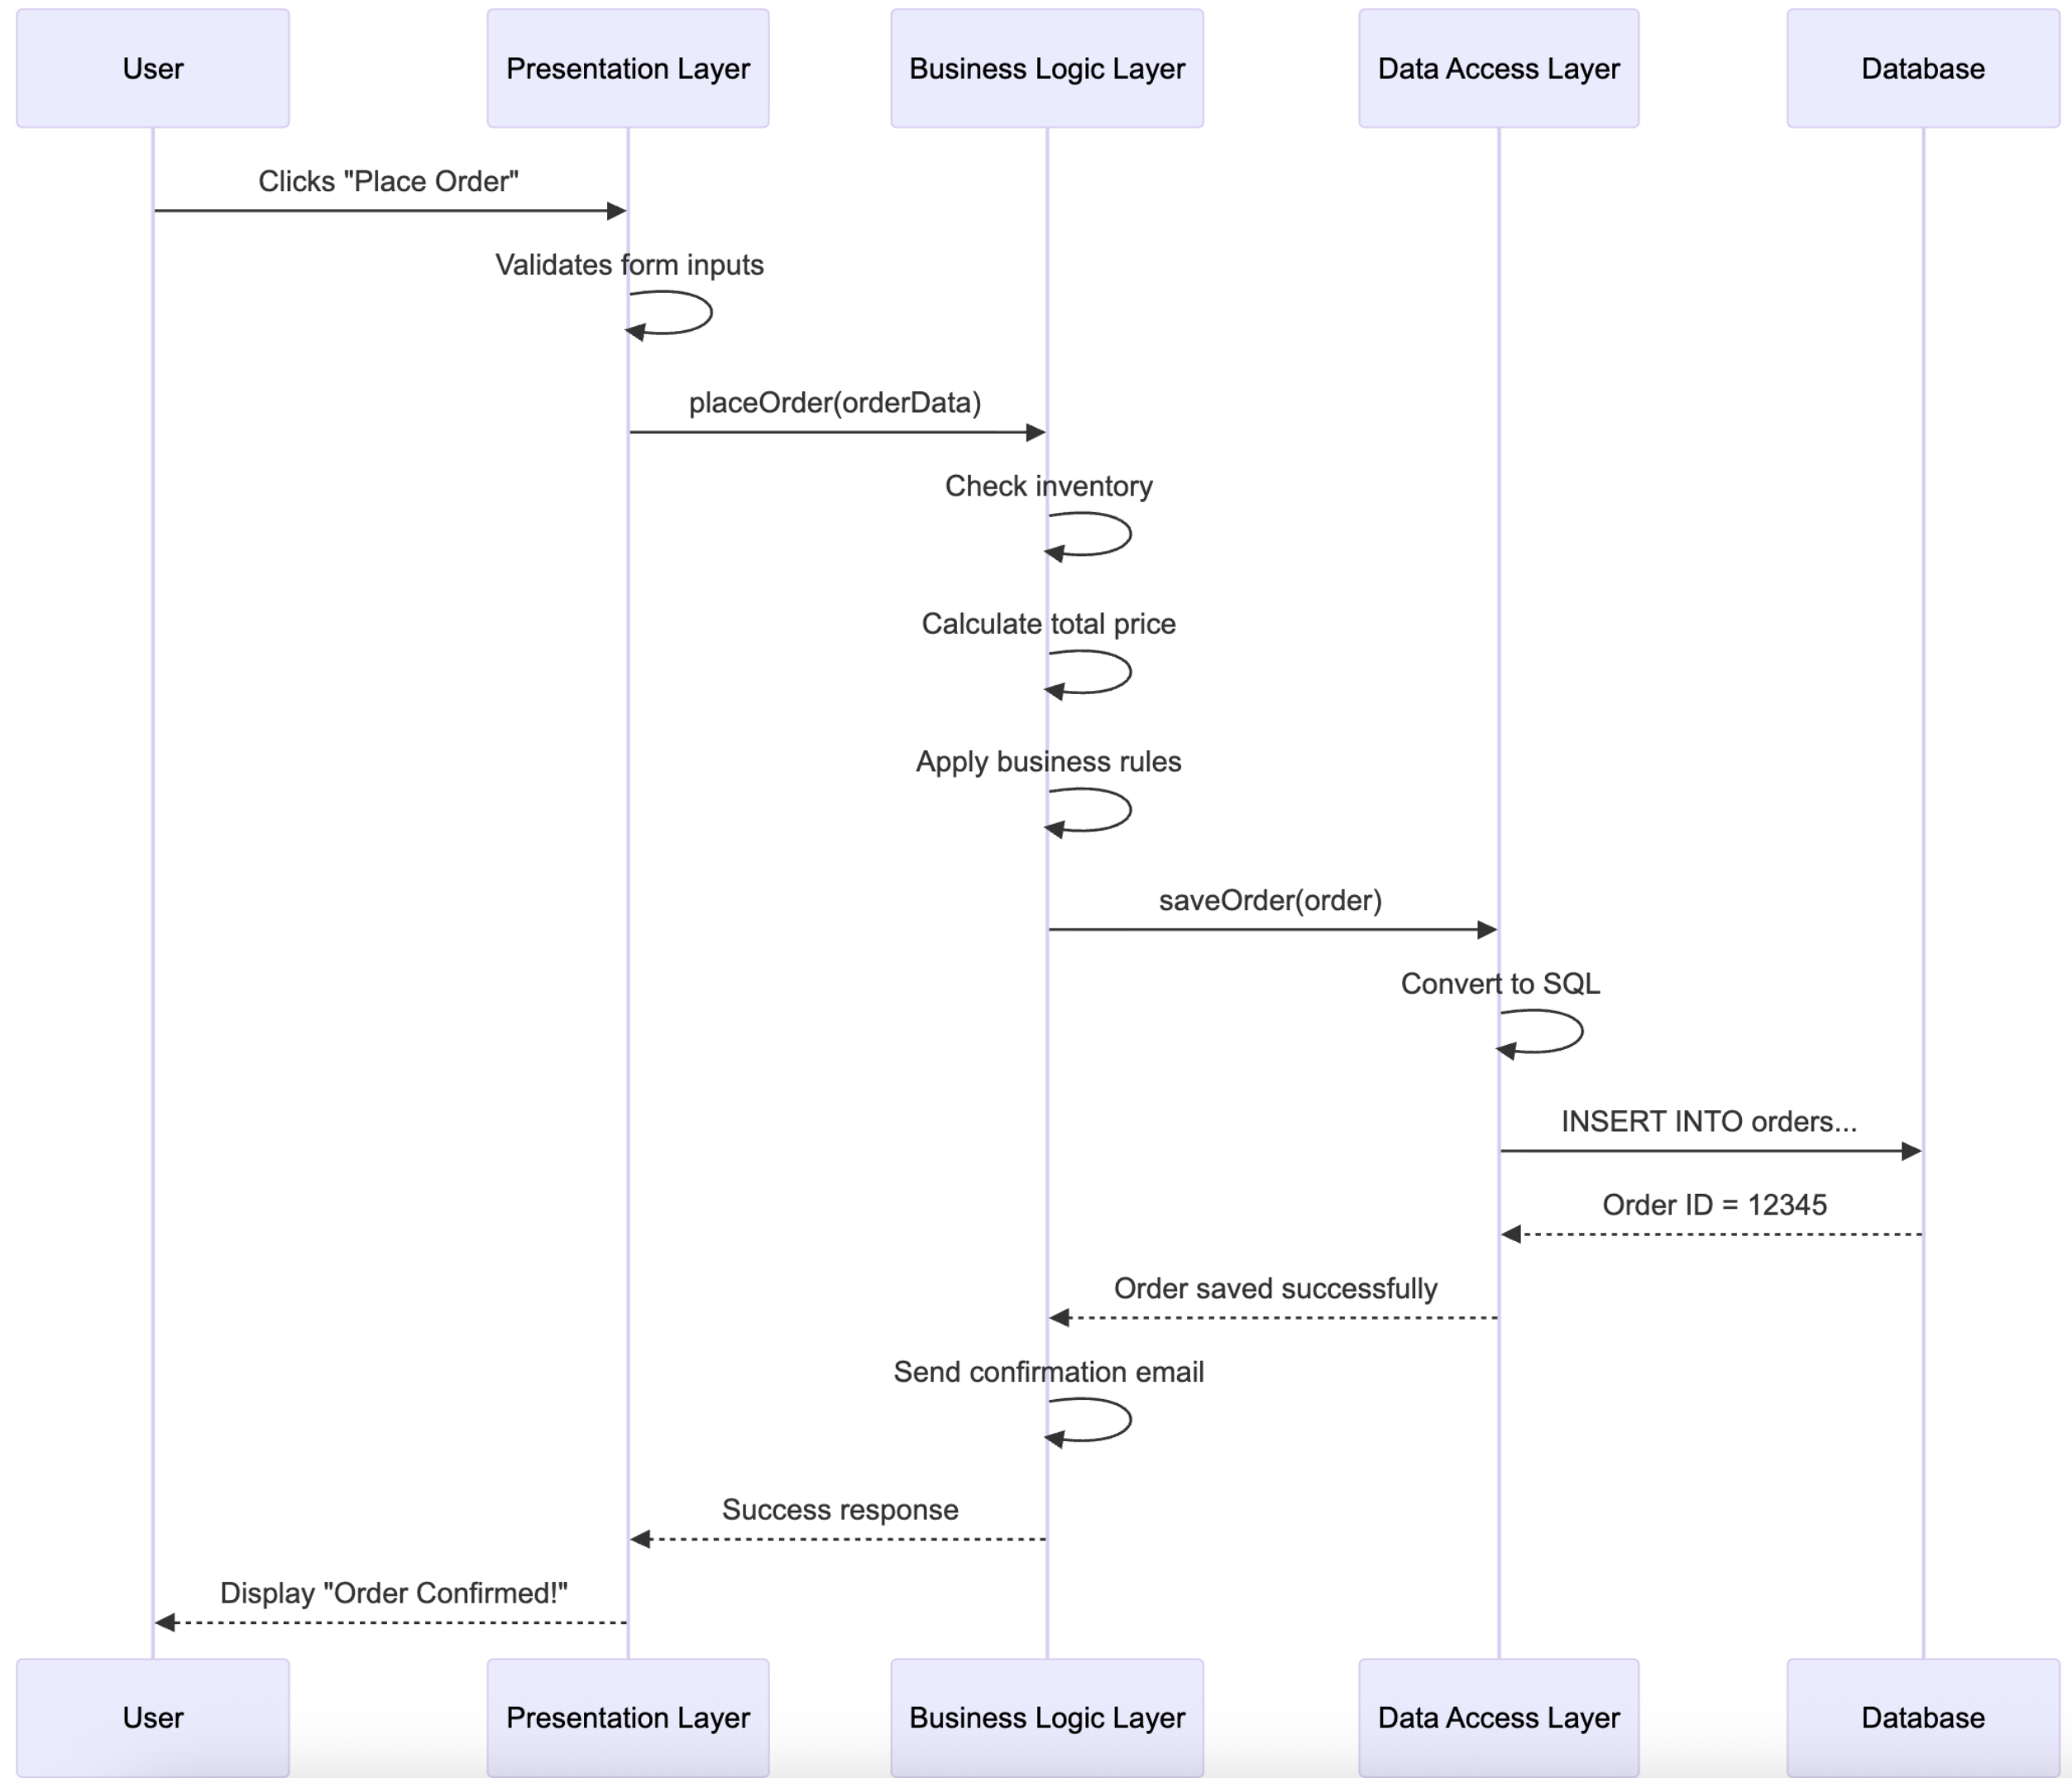 User
Presentation Layer
Business Logic Layer
Data Access Layer
Database
Clicks "Place Order"
Validates form inputs
placeOrder(orderData)
Check inventory
Calculate total price
Apply business rules
saveOrder(order)
Convert to SQL
INSERT INTO orders...
Order ID = 12345
Order saved successfully
Send confirmation email
Success response
Display "Order Confirmed!"
User
Presentation Layer
Business Logic Layer
Data Access Layer
Database